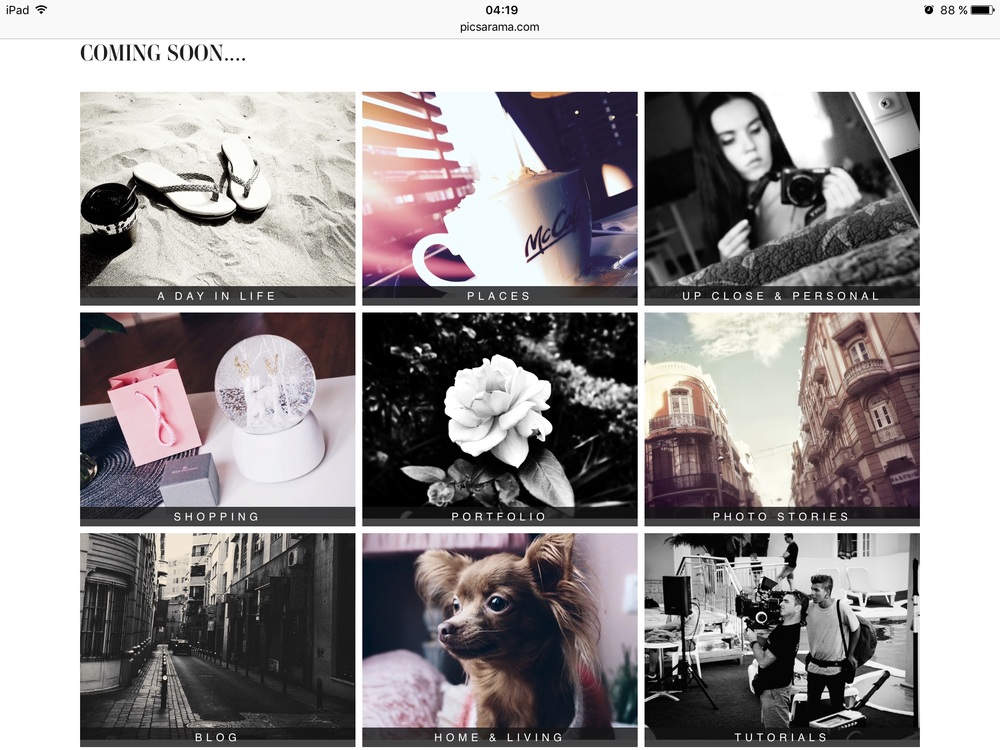 iPad 04:19 88 %
picsarama.com
COMING SOON....
A DAY IN LIFE
McC
PLACES
UP CLOSE & PERSONAL
SHOPPING
PORTFOLIO
PHOTO STORIES
BLOG
HOME & LIVING
TUTORIALS